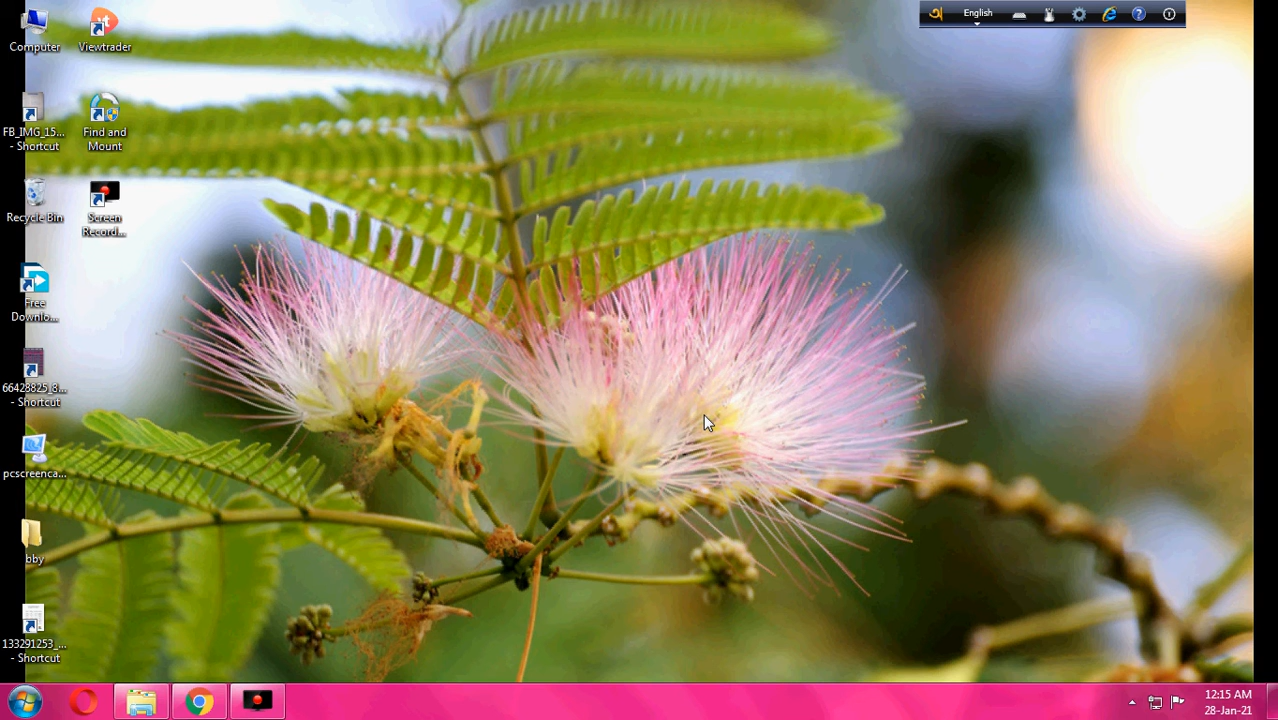 Computer
Viewtrader
FB_IMG_15...
- Shortcut
Find and
Mount
Recycle Bin
Screen
Record...
Free
Downlo...
66428825_8...
- Shortcut
pcscreenca...
bby
133291253_...
- Shortcut
অ English
12:15 AM
28-Jan-21